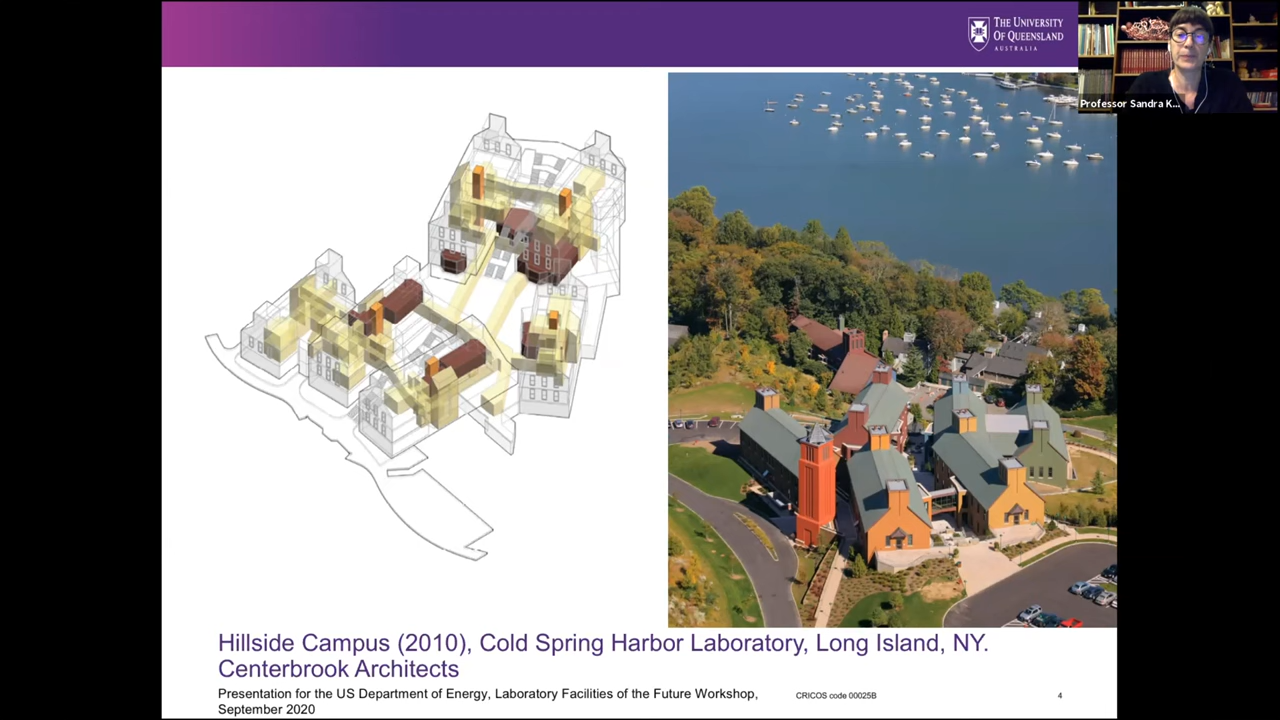 THE UNIVERSITY
OF QUEENSLAND
AUSTRALIA
Professor Sandra K...
Hillside Campus (2010), Cold Spring Harbor Laboratory, Long Island, NY.
Centerbrook Architects
Presentation for the US Department of Energy, Laboratory Facilities of the Future Workshop,
September 2020
CRICOS code 00025B
4